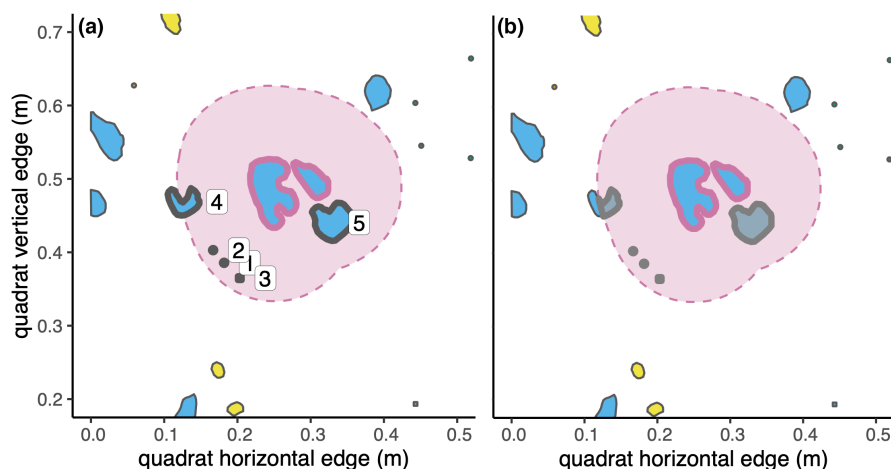 (a)
(b)
0.7
0.6
0.5
0.4
0.3
0.2
quadrat vertical edge (m)
4
5
2
1
3
0.0 0.1 0.2 0.3 0.4 0.5
0.0 0.1 0.2 0.3 0.4 0.5
quadrat horizontal edge (m)
quadrat horizontal edge (m)